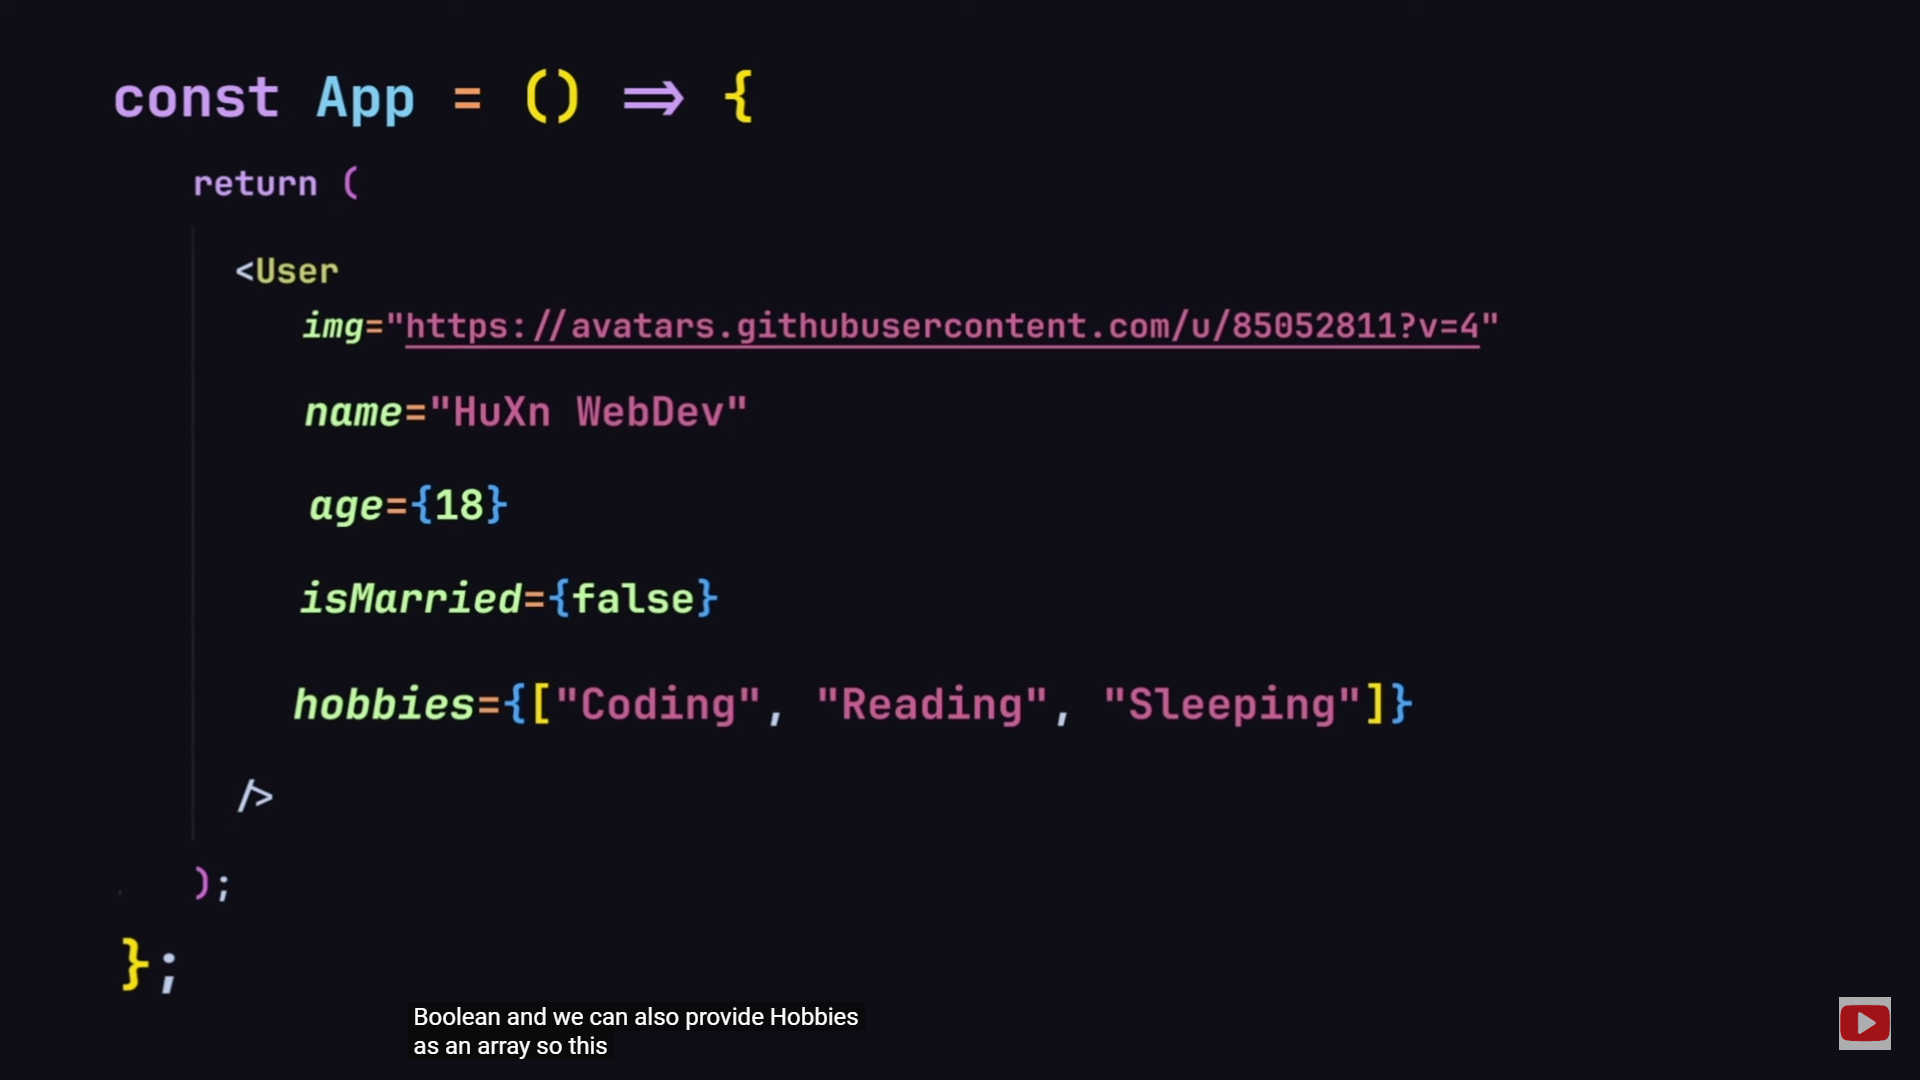 const App = () => {
return (
<User
img="https://avatars.githubusercontent.com/u/85052811?v=4"
name="HuXn WebDev"
age={18}
isMarried={false}
hobbies={["Coding", "Reading", "Sleeping"]}
/>
);
};
Boolean and we can also provide Hobbies
as an array so this